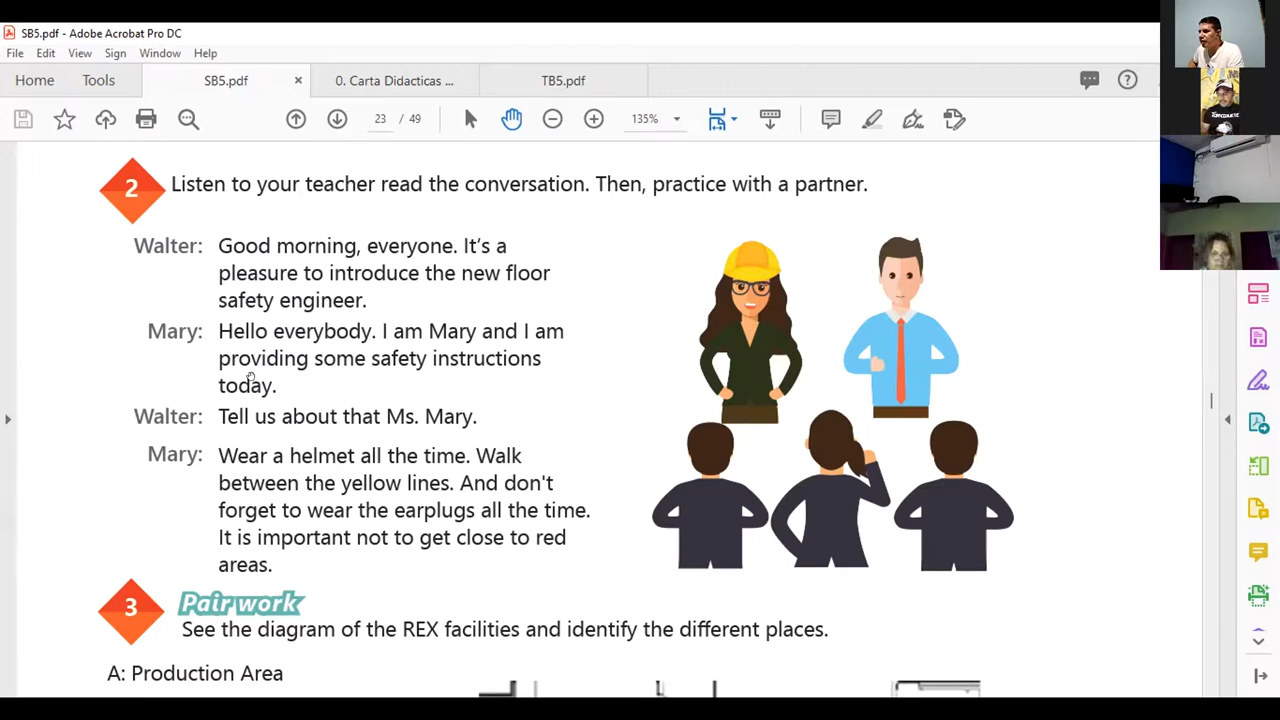 SB5.pdf - Adobe Acrobat Pro DC
File Edit View Sign Window Help
Home Tools SB5.pdf × 0. Carta Didacticas ... TB5.pdf
23 / 49 135%
2 Listen to your teacher read the conversation. Then, practice with a partner.
Walter: Good morning, everyone. It's a
pleasure to introduce the new floor
safety engineer.
Mary: Hello everybody. I am Mary and I am
providing some safety instructions
today.
Walter: Tell us about that Ms. Mary.
Mary: Wear a helmet all the time. Walk
between the yellow lines. And don't
forget to wear the earplugs all the time.
It is important not to get close to red
areas.
3 Pair work
See the diagram of the REX facilities and identify the different places.
A: Production Area